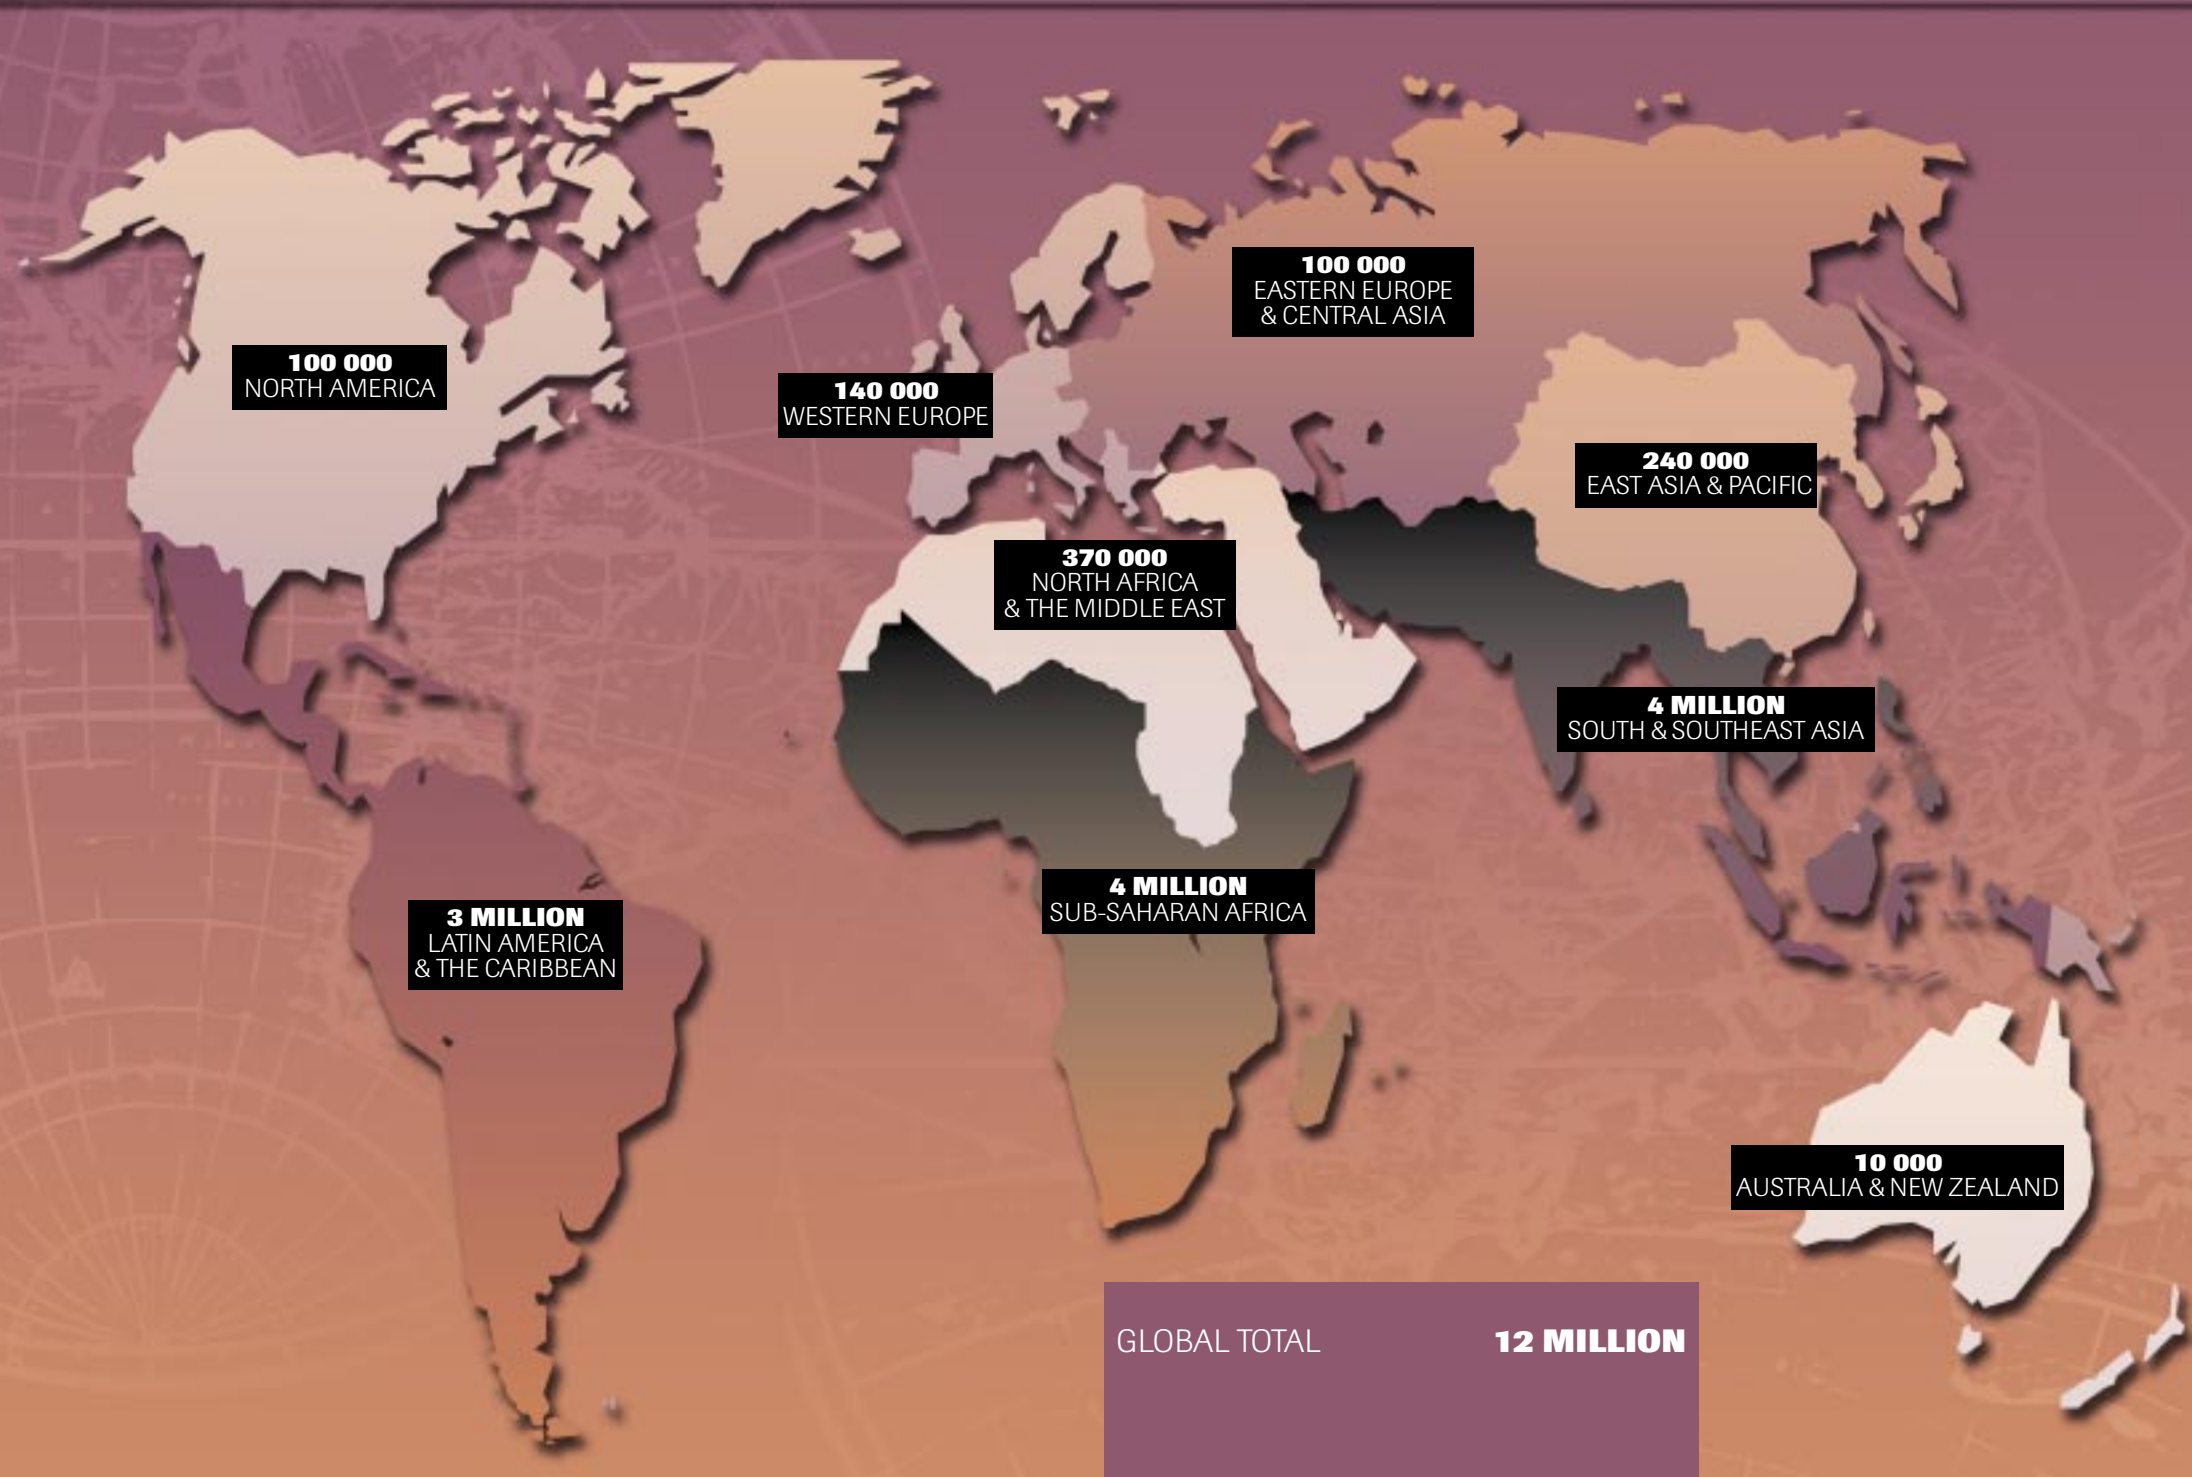 100 000
EASTERN EUROPE
& CENTRAL ASIA
100 000
NORTH AMERICA
140 000
WESTERN EUROPE
240 000
EAST ASIA & PACIFIC
370 000
NORTH AFRICA
& THE MIDDLE EAST
4 MILLION
SOUTH & SOUTHEAST ASIA
4 MILLION
SUB-SAHARAN AFRICA
3 MILLION
LATIN AMERICA
& THE CARIBBEAN
10 000
AUSTRALIA & NEW ZEALAND
GLOBAL TOTAL 12 MILLION